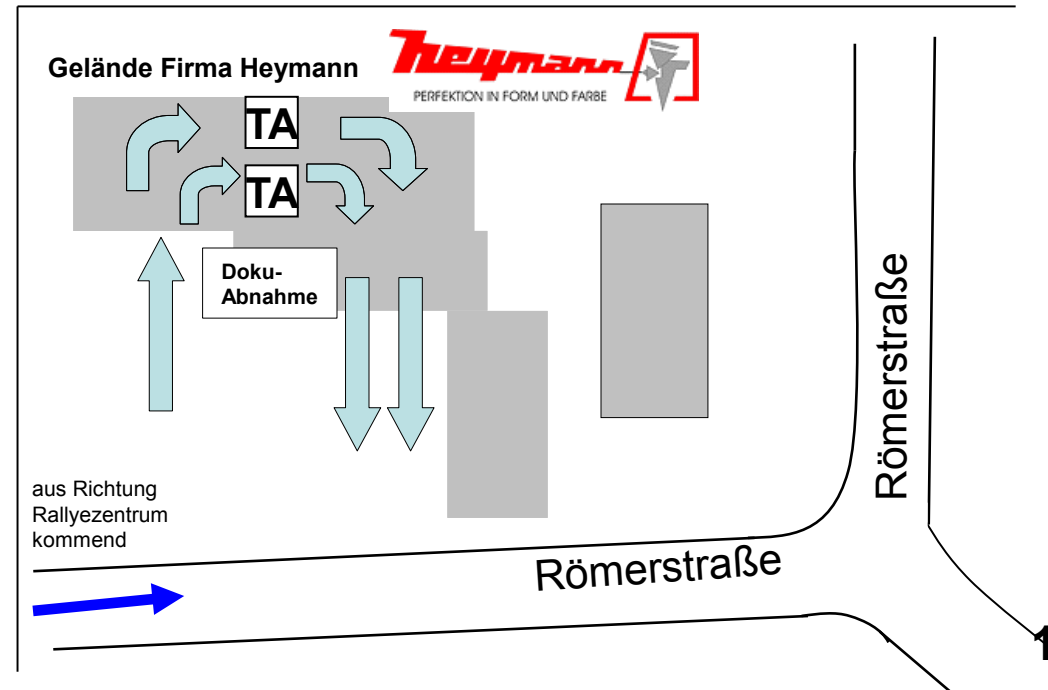 Gelände Firma Heymann
heymann
PERFEKTION IN FORM UND FARBE
TA
TA
Doku-
Abnahme
aus Richtung
Rallyezentrum
kommend
Römerstraße
Römerstraße
1